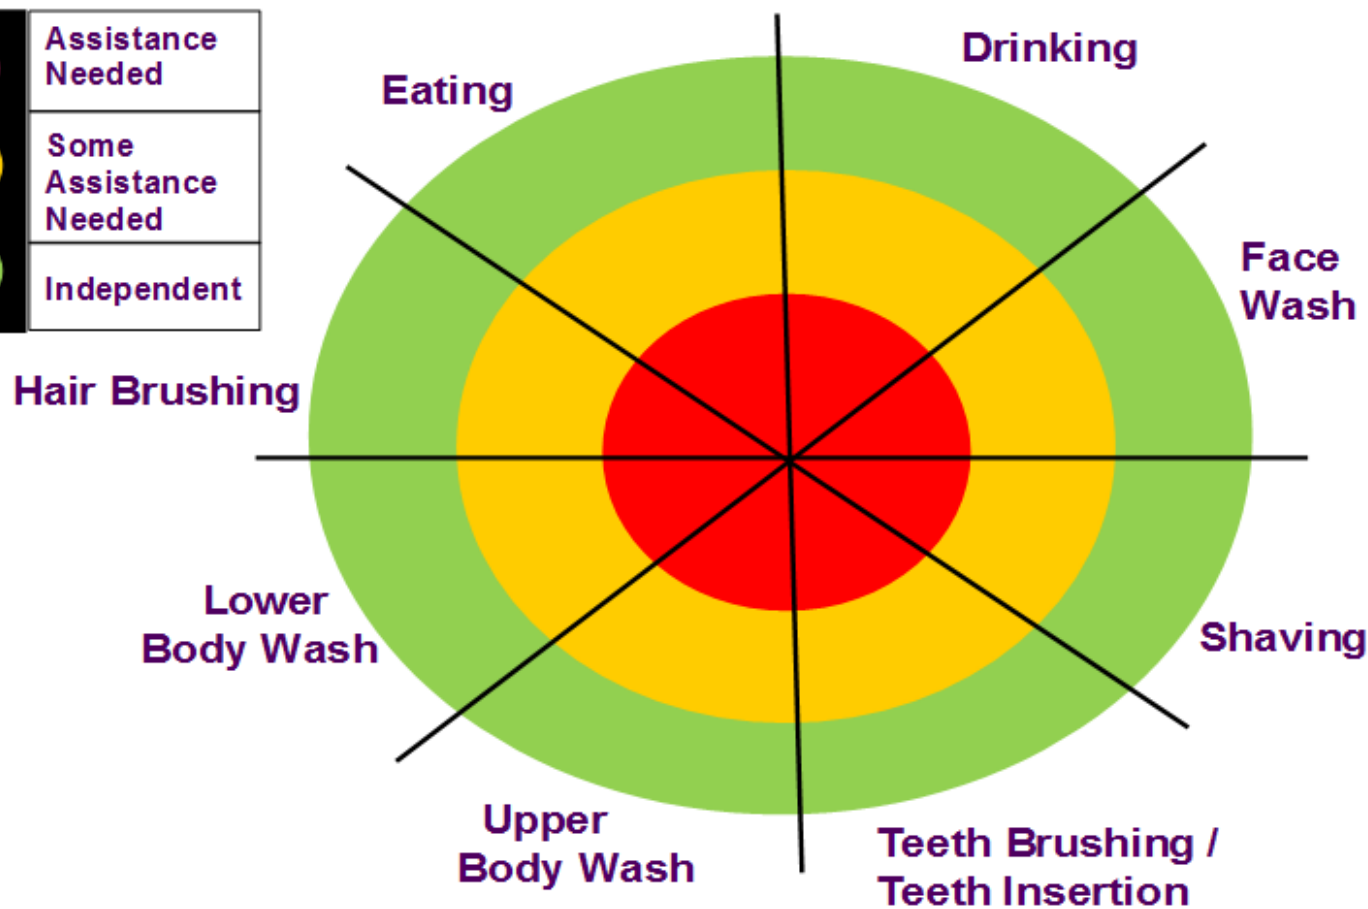 Assistance
Needed
Some
Assistance
Needed
Independent
Eating
Drinking
Face
Wash
Hair Brushing
Lower
Body Wash
Shaving
Upper
Body Wash
Teeth Brushing /
Teeth Insertion